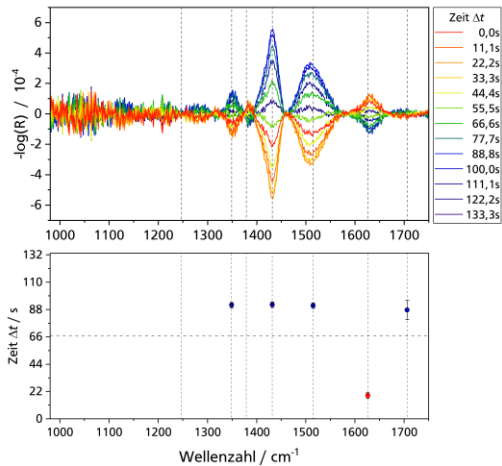 6
4
2
0
-2
-4
-6
-log(R) / 10⁻⁴
1000 1100 1200 1300 1400 1500 1600 1700
Zeit Δt
0,0s
11,1s
22,2s
33,3s
44,4s
55,5s
66,6s
77,7s
88,8s
100,0s
111,1s
122,2s
133,3s
132
110
88
66
44
22
0
Zeit Δt / s
1000 1100 1200 1300 1400 1500 1600 1700
Wellenzahl / cm⁻¹